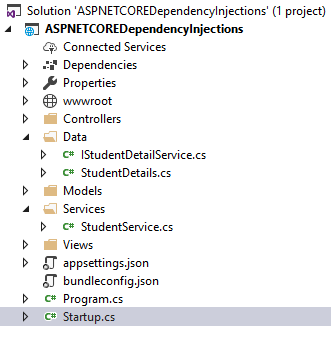 Solution 'ASPNETCOREDependencyInjections' (1 project)
ASPNETCOREDependencyInjections
Connected Services
Dependencies
Properties
wwwroot
Controllers
Data
C# IStudentDetailService.cs
C# StudentDetails.cs
Models
Services
C# StudentService.cs
Views
appsettings.json
bundleconfig.json
C# Program.cs
C# Startup.cs